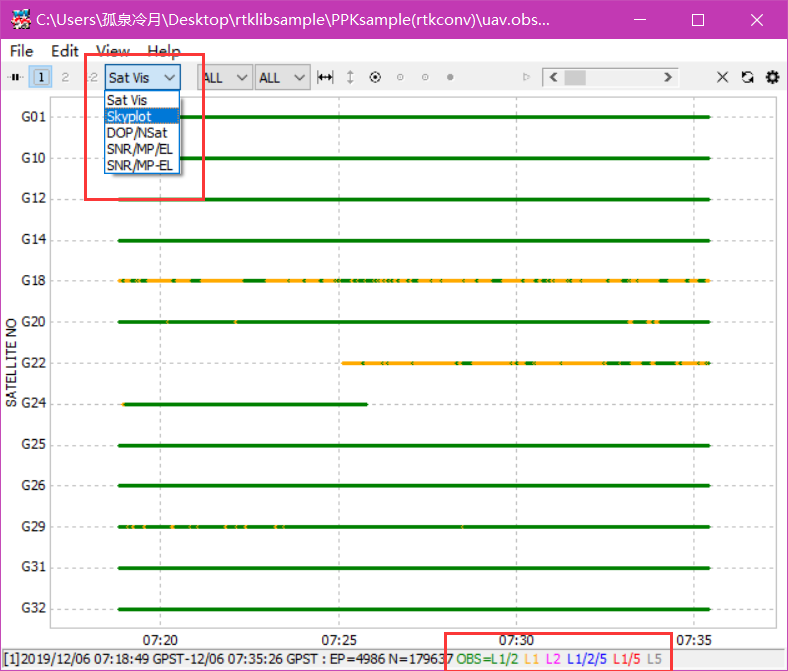 C:\Users\孤泉冷月\Desktop\rtklibsample\PPKsample(rtkconv)\uav.obs...
File Edit View Help
1 2 -2 Sat Vis ALL ALL
Sat Vis
Skyplot
DOP/NSat
SNR/MP/EL
SNR/MP-EL
SATELLITE NO
G01
G10
G12
G14
G18
G20
G22
G24
G25
G26
G29
G31
G32
07:20 07:25 07:30 07:35
[1]2019/12/06 07:18:49 GPST-12/06 07:35:26 GPST : EP=4986 N=179637 OBS=L1/2 L1 L2 L1/2/5 L1/5 L5